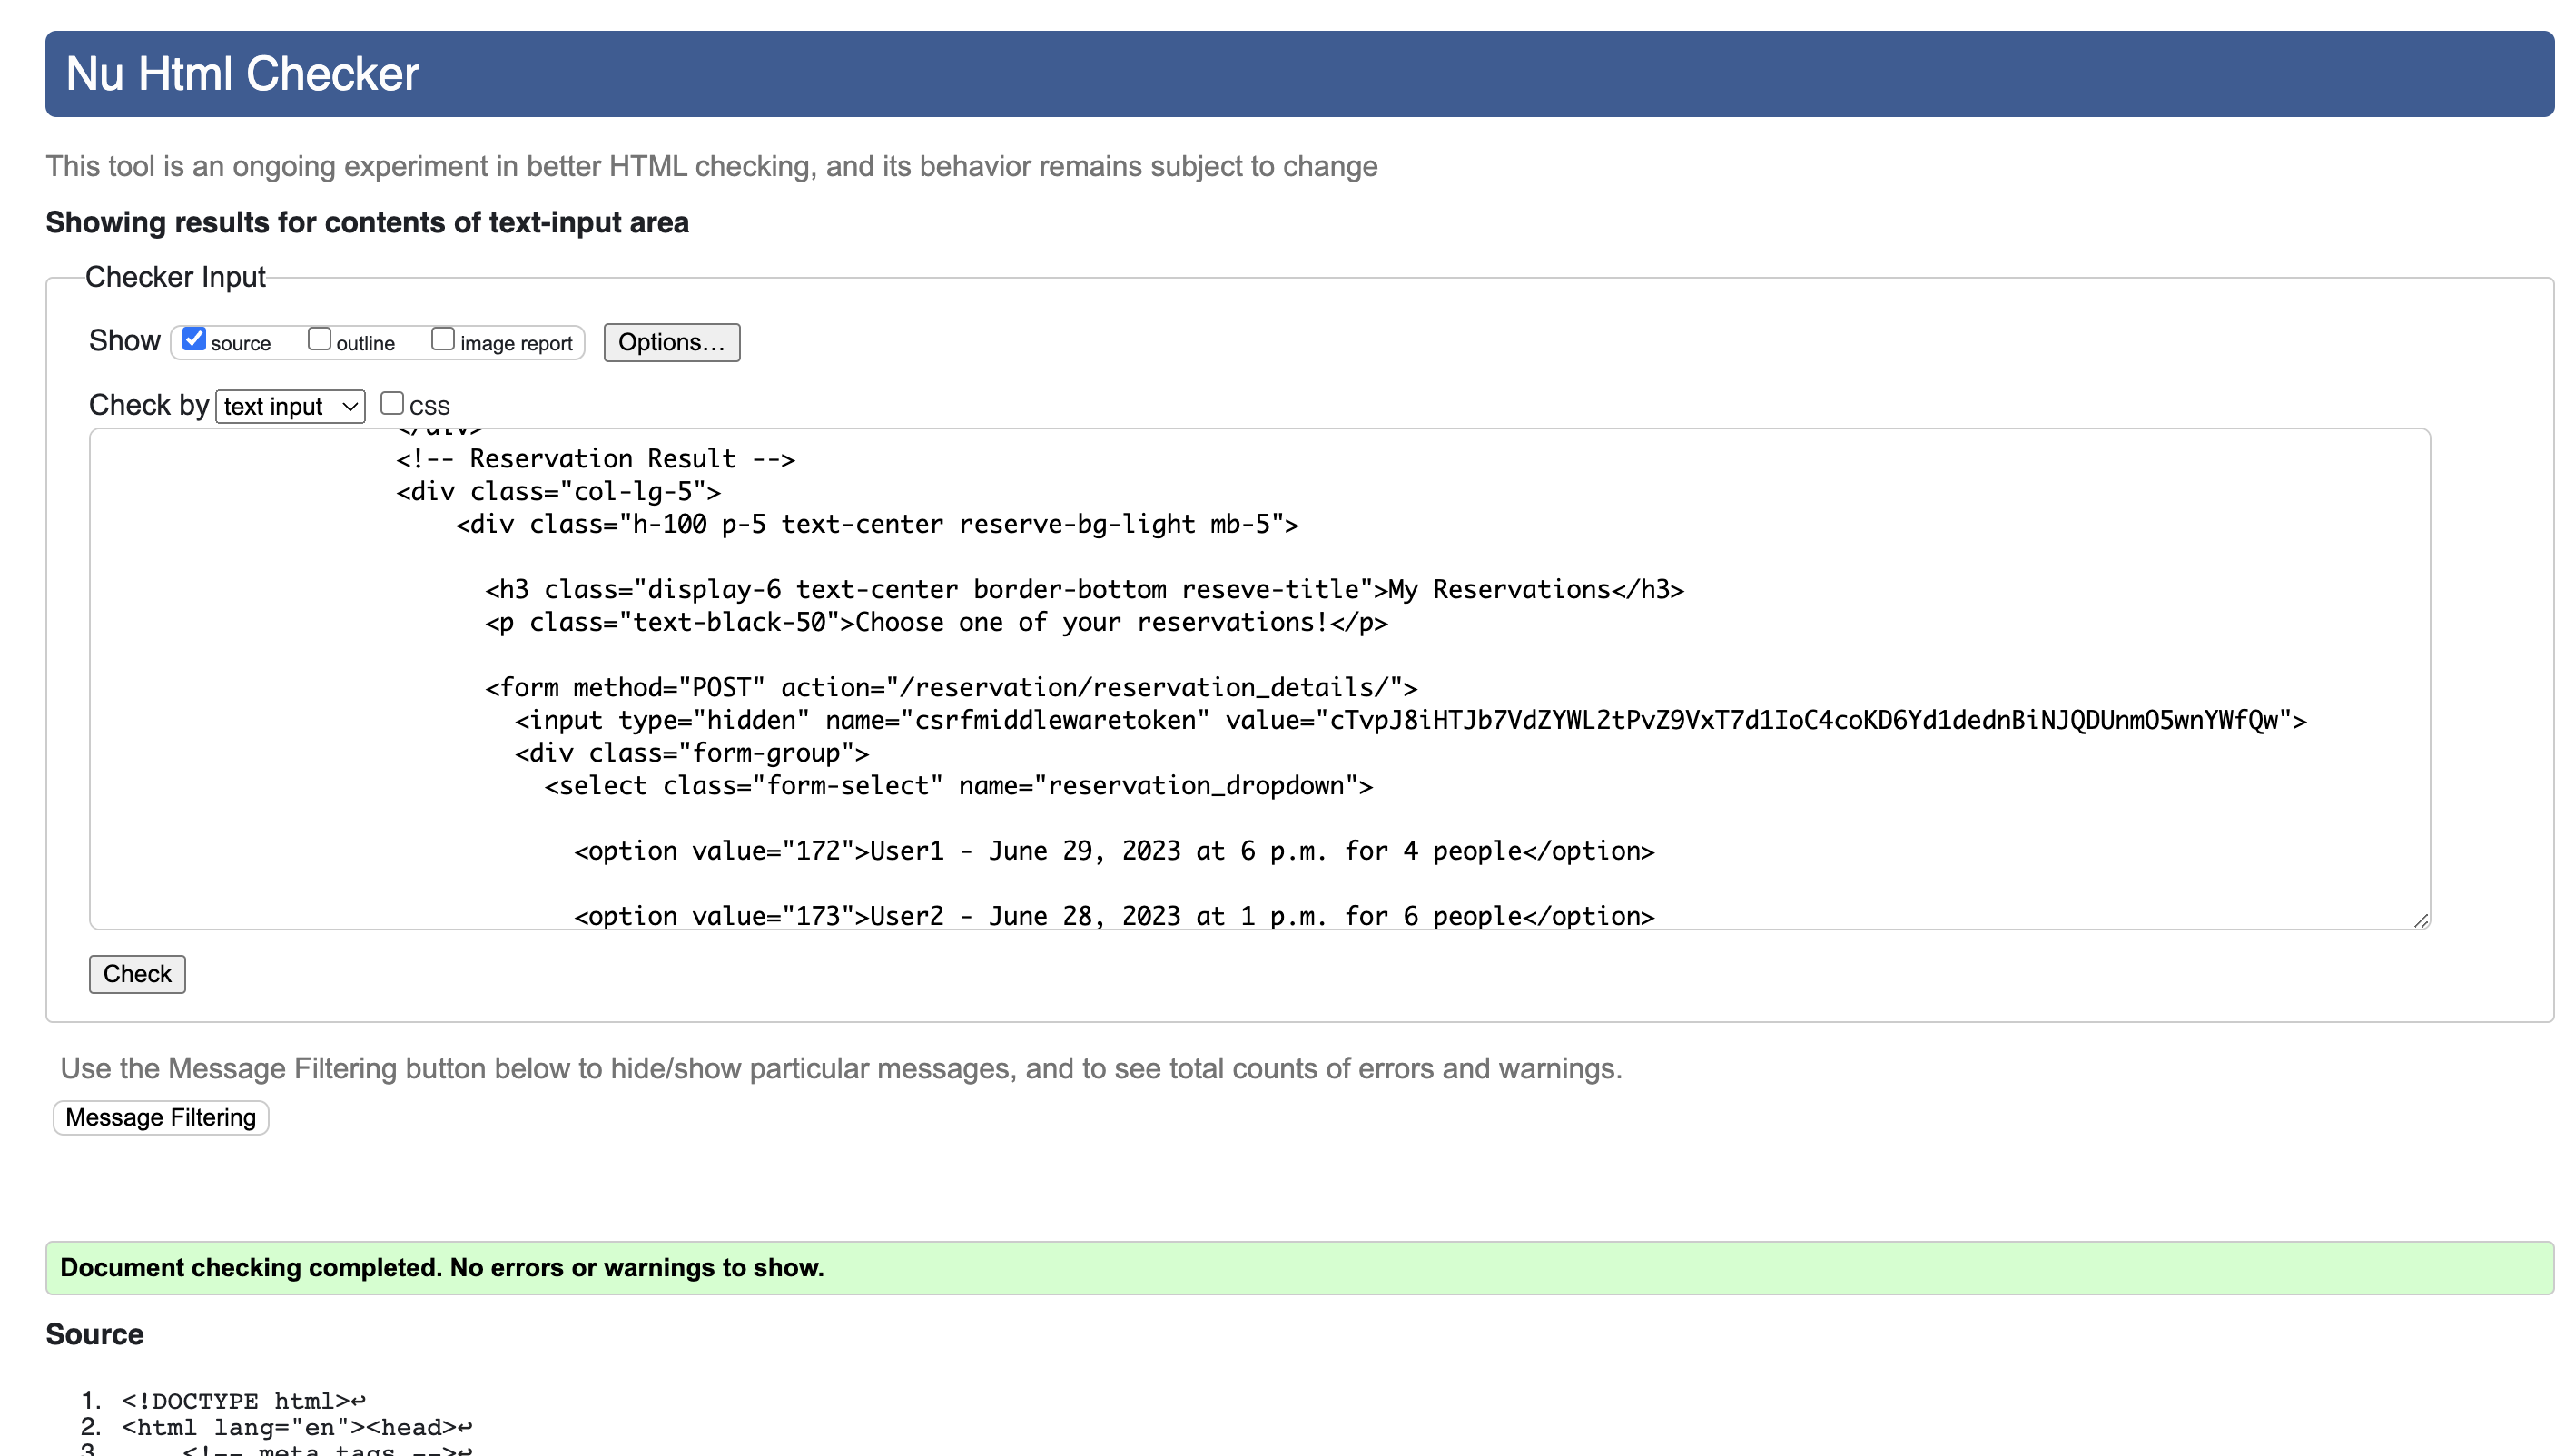 Nu Html Checker
This tool is an ongoing experiment in better HTML checking, and its behavior remains subject to change
Showing results for contents of text-input area
Checker Input
Show source outline image report Options…
Check by text input CSS
</div>
<!-- Reservation Result -->
<div class="col-lg-5">
<div class="h-100 p-5 text-center reserve-bg-light mb-5">
<h3 class="display-6 text-center border-bottom reseve-title">My Reservations</h3>
<p class="text-black-50">Choose one of your reservations!</p>
<form method="POST" action="/reservation/reservation_details/">
<input type="hidden" name="csrfmiddlewaretoken" value="cTvpJ8iHTJb7VdZYWL2tPvZ9VxT7d1IoC4coKD6Yd1dednBiNJQDUnmO5wnYWfQw">
<div class="form-group">
<select class="form-select" name="reservation_dropdown">
<option value="172">User1 - June 29, 2023 at 6 p.m. for 4 people</option>
<option value="173">User2 - June 28, 2023 at 1 p.m. for 6 people</option>
Check
Use the Message Filtering button below to hide/show particular messages, and to see total counts of errors and warnings.
Message Filtering
Document checking completed. No errors or warnings to show.
Source
1. <!DOCTYPE html>↩
2. <html lang="en"><head>↩
3. <!-- meta tags -->↩